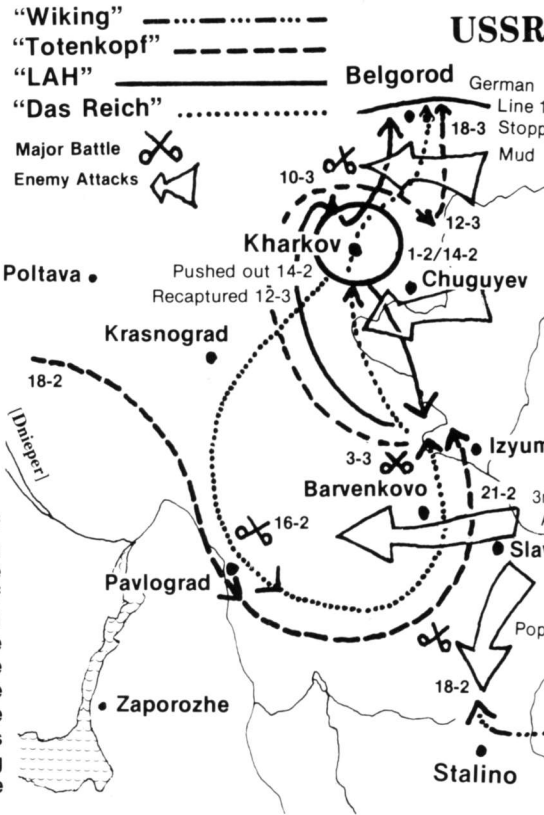 "Wiking"
"Totenkopf"
"LAH"
"Das Reich"
Major Battle
Enemy Attacks
USSR
Belgorod
German
Line
18-3
Mud
10-3
12-3
Kharkov
1-2/14-2
Poltava
Pushed out 14-2
Chuguyev
Recaptured 12-3
Krasnograd
18-2
[Dnieper]
3-3
Barvenkovo
21-2
16-2
Pavlograd
18-2
Zaporozhe
Stalino